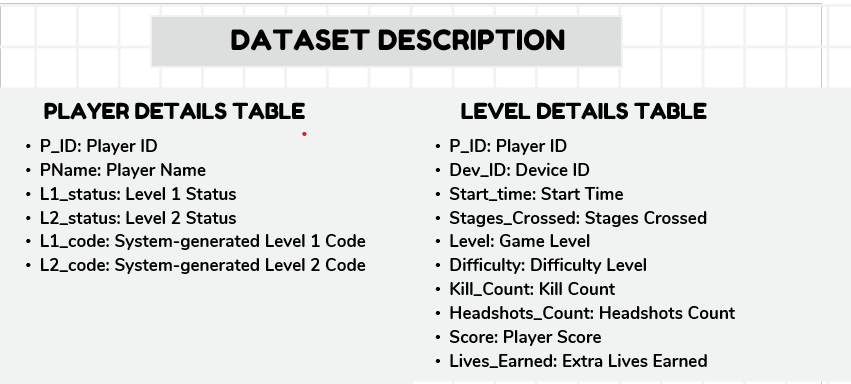 DATASET DESCRIPTION
PLAYER DETAILS TABLE
• P_ID: Player ID
• PName: Player Name
• L1_status: Level 1 Status
• L2_status: Level 2 Status
• L1_code: System-generated Level 1 Code
• L2_code: System-generated Level 2 Code
LEVEL DETAILS TABLE
• P_ID: Player ID
• Dev_ID: Device ID
• Start_time: Start Time
• Stages_Crossed: Stages Crossed
• Level: Game Level
• Difficulty: Difficulty Level
• Kill_Count: Kill Count
• Headshots_Count: Headshots Count
• Score: Player Score
• Lives_Earned: Extra Lives Earned